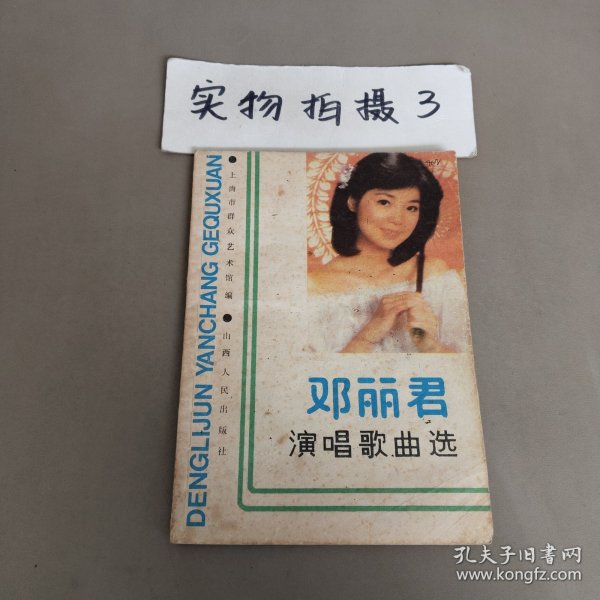 实物拍摄3
DENGLIJUN YANCHANG GEQUXUAN
●上海市群众艺术馆编●山西人民出版社
邓丽君
演唱歌曲选
孔夫子旧书网
www.kongfz.com